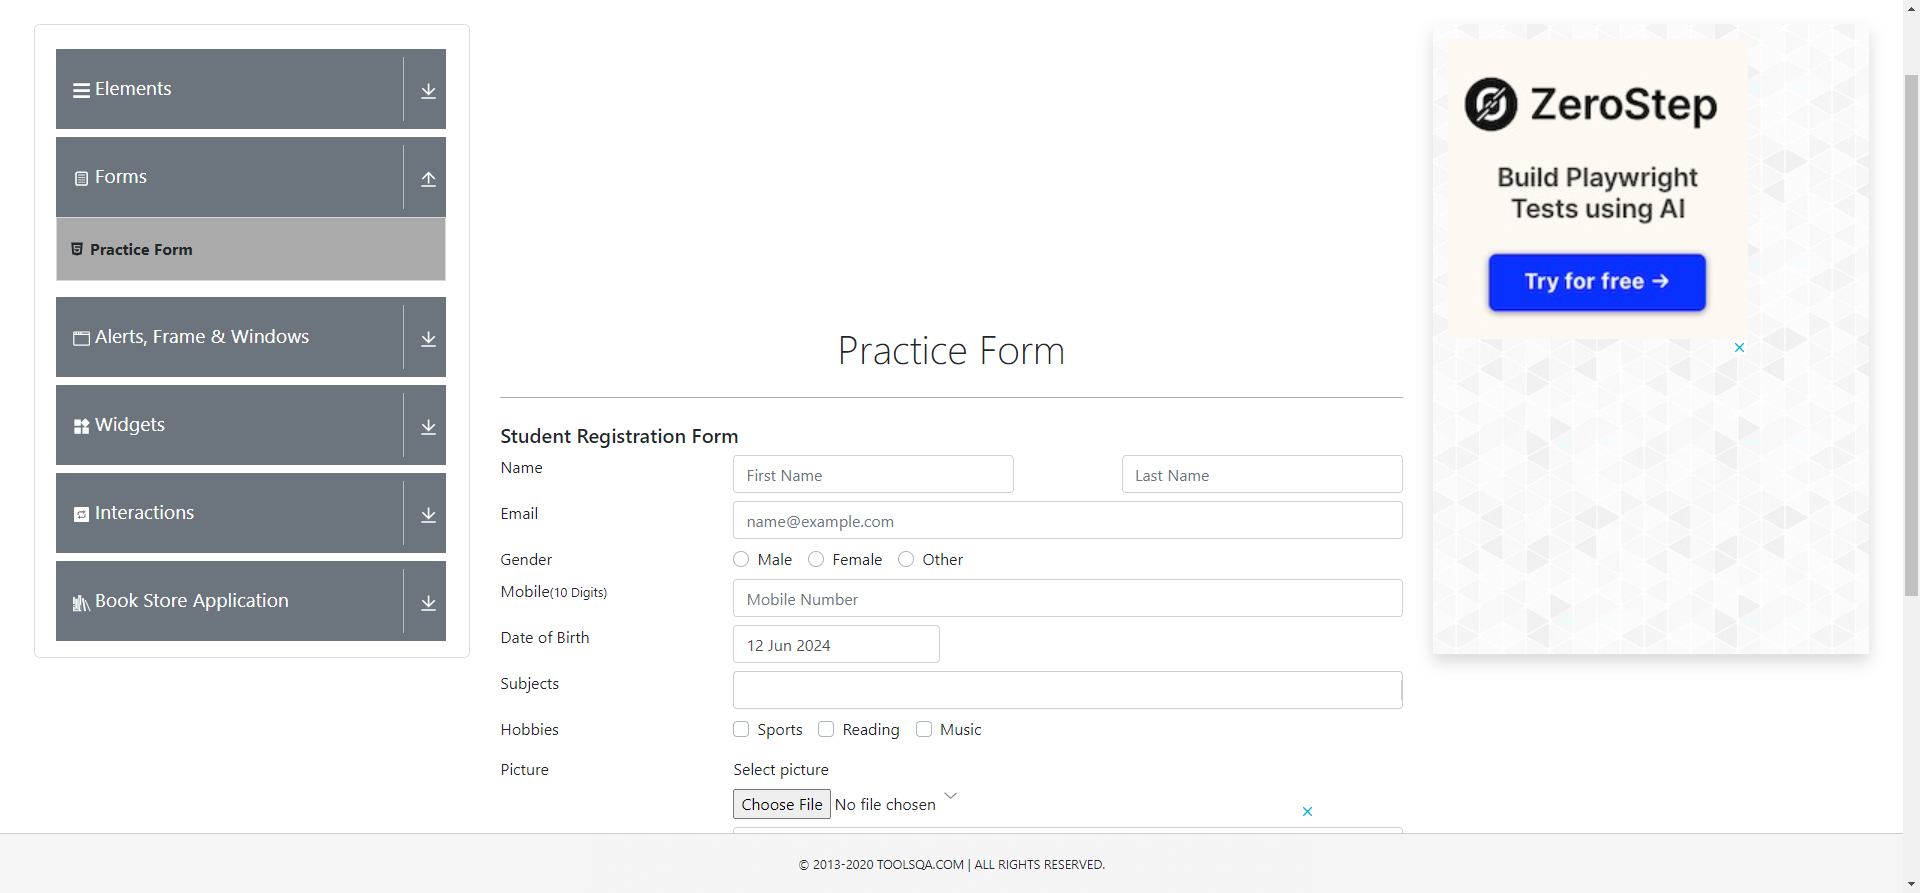 Elements
Forms
Practice Form
Alerts, Frame & Windows
Widgets
Interactions
Book Store Application
Practice Form
Student Registration Form
Name
First Name
Last Name
Email
name@example.com
Gender
Male
Female
Other
Mobile(10 Digits)
Mobile Number
Date of Birth
12 Jun 2024
Subjects
Hobbies
Sports
Reading
Music
Picture
Select picture
Choose File No file chosen
ZeroStep
Build Playwright
Tests using AI
Try for free →
© 2013-2020 TOOLSQA.COM | ALL RIGHTS RESERVED.